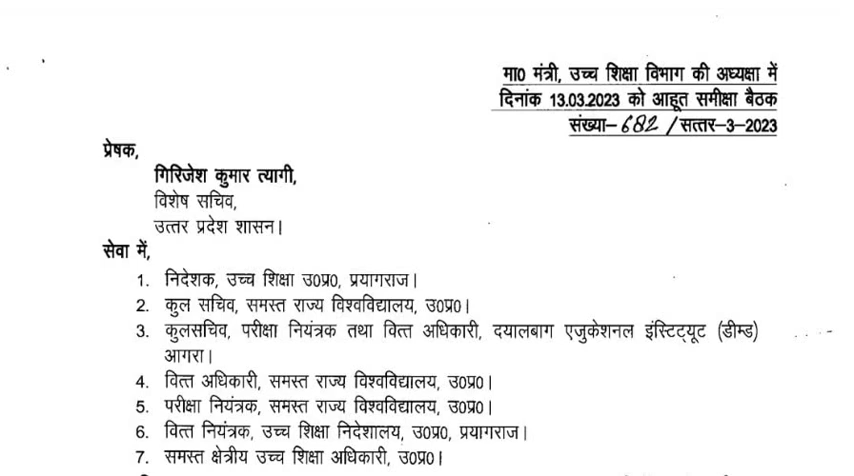 मा0 मंत्री, उच्च शिक्षा विभाग की अध्यक्षा में
दिनांक 13.03.2023 को आहूत समीक्षा बैठक
संख्या-682/सत्तर-3-2023
प्रेषक,
गिरिजेश कुमार त्यागी,
विशेष सचिव,
उत्तर प्रदेश शासन।
सेवा में,
1. निदेशक, उच्च शिक्षा उ0प्र0, प्रयागराज।
2. कुल सचिव, समस्त राज्य विश्वविद्यालय, उ0प्र0।
3. कुलसचिव, परीक्षा नियंत्रक तथा वित्त अधिकारी, दयालबाग एजुकेशनल इंस्टिट्यूट (डीम्ड)
आगरा।
4. वित्त अधिकारी, समस्त राज्य विश्वविद्यालय, उ0प्र0।
5. परीक्षा नियंत्रक, समस्त राज्य विश्वविद्यालय, उ0प्र0।
6. वित्त नियंत्रक, उच्च शिक्षा निदेशालय, उ0प्र0, प्रयागराज।
7. समस्त क्षेत्रीय उच्च शिक्षा अधिकारी, उ0प्र0।